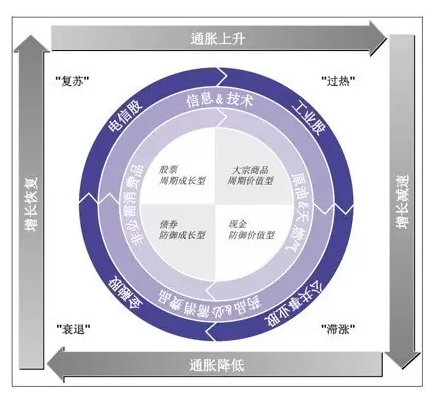 通胀上升
"复苏"
"过热"
电信股
信息&技术
工业股
增长恢复
非必需消费品
股票
周期成长型
大宗商品
周期价值型
原油&天燃气
增长减速
债券
防御成长型
现金
防御价值型
金融股
药品&必需消费品
公共事业股
"衰退"
"滞涨"
通胀降低